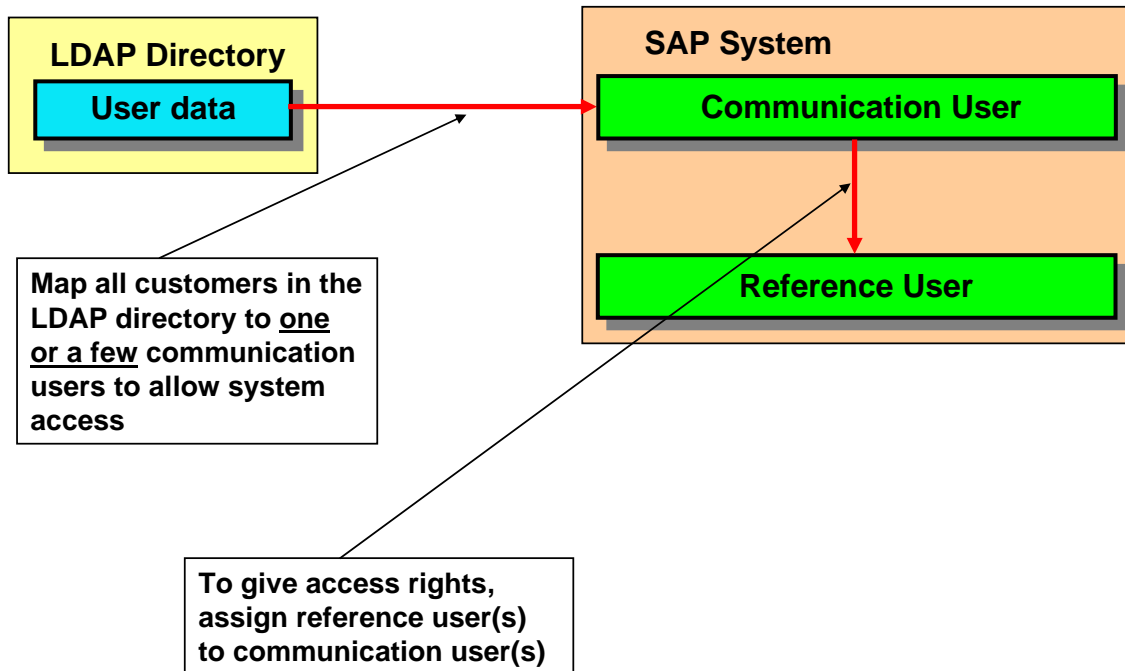 LDAP Directory
User data
SAP System
Communication User
Reference User
Map all customers in the
LDAP directory to one
or a few communication
users to allow system
access
To give access rights,
assign reference user(s)
to communication user(s)